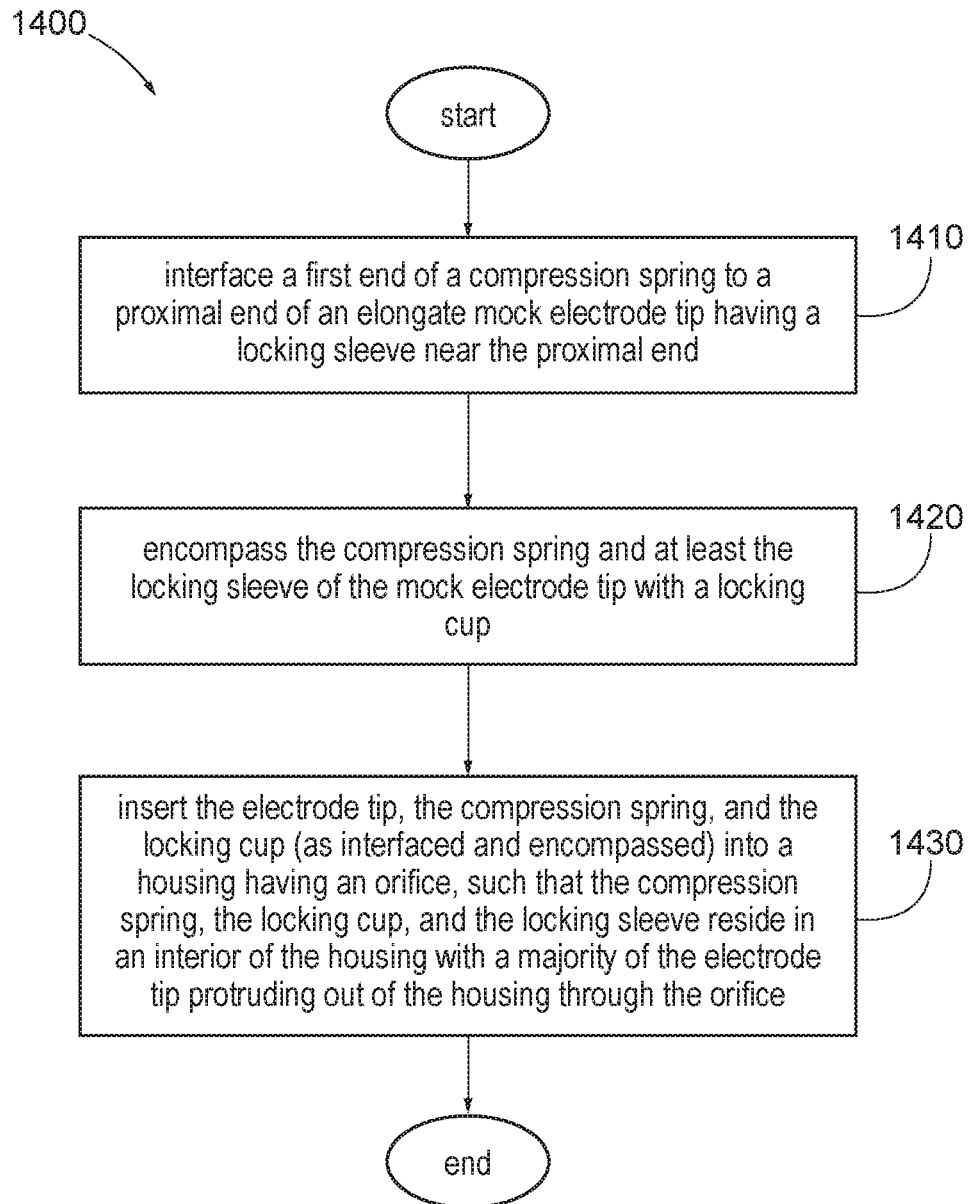 1400
start
1410
interface a first end of a compression spring to a
proximal end of an elongate mock electrode tip having a
locking sleeve near the proximal end
1420
encompass the compression spring and at least the
locking sleeve of the mock electrode tip with a locking
cup
1430
insert the electrode tip, the compression spring, and the
locking cup (as interfaced and encompassed) into a
housing having an orifice, such that the compression
spring, the locking cup, and the locking sleeve reside in
an interior of the housing with a majority of the electrode
tip protruding out of the housing through the orifice
end